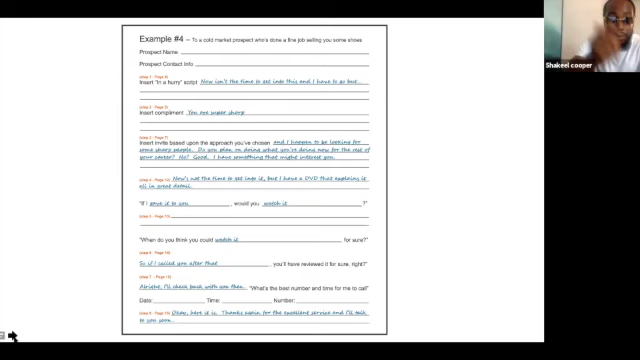 Example #4 – To a cold market prospect who's done a fine job selling you some shoes
Prospect Name
Prospect Contact Info
(step 1 - Page 5)
Insert "In a hurry" script Now isn't the time to get into this and I have to go but...
Insert compliment You are super sharp
Insert invite based upon the approach you've chosen and I happen to be looking for
some sharp people. Do you plan on doing what you're doing now for the rest of
your career? No? Good. I have something that might interest you.
Now's not the time to get into it, but I have a DVD that explains it
all in great detail.
"If I gave it to you, would you watch it?"
"When do you think you could watch it for sure?"
So if I called you after that, you'll have reviewed it for sure, right?"
Alright, I'll check back with you then. "What's the best number and time for me to call"
Date: Time: Number:
Okay, here it is. Thanks again for the excellent service and I'll talk
to you soon.
Shakeel cooper